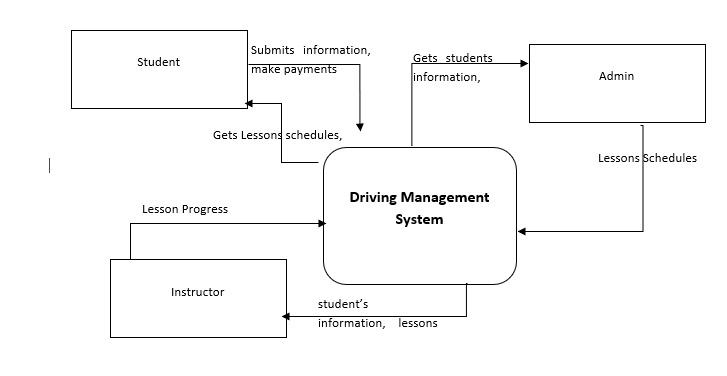 Student
Submits information,
make payments
Gets students
information,
Admin
Gets Lessons schedules,
Lessons Schedules
Driving Management
System
Lesson Progress
Instructor
student's
information, lessons